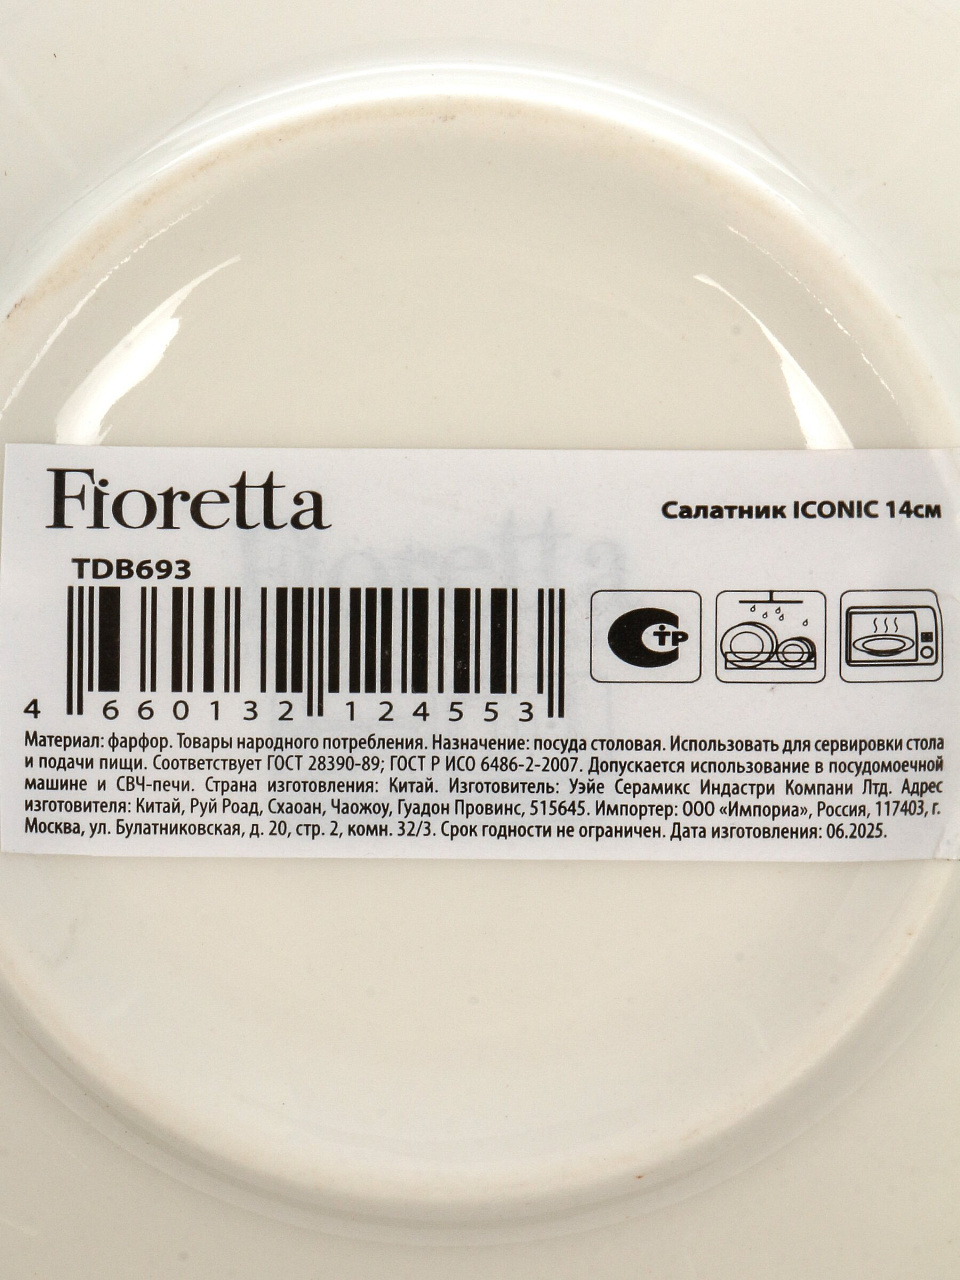 Fioretta
Салатник ICONIC 14см
TDB693
4 660132 124553
Материал: фарфор. Товары народного потребления. Назначение: посуда столовая. Использовать для сервировки стола
и подачи пищи. Соответствует ГОСТ 28390-89; ГОСТ Р ИСО 6486-2-2007. Допускается использование в посудомоечной
машине и СВЧ-печи. Страна изготовления: Китай. Изготовитель: Уэйе Серамикс Индастри Компани Лтд. Адрес
изготовителя: Китай, Руй Роад, Схаоан, Чаожоу, Гуадон Провинс, 515645. Импортер: ООО «Импориа», Россия, 117403, г.
Москва, ул. Булатниковская, д. 20, стр. 2, комн. 32/3. Срок годности не ограничен. Дата изготовления: 06.2025.